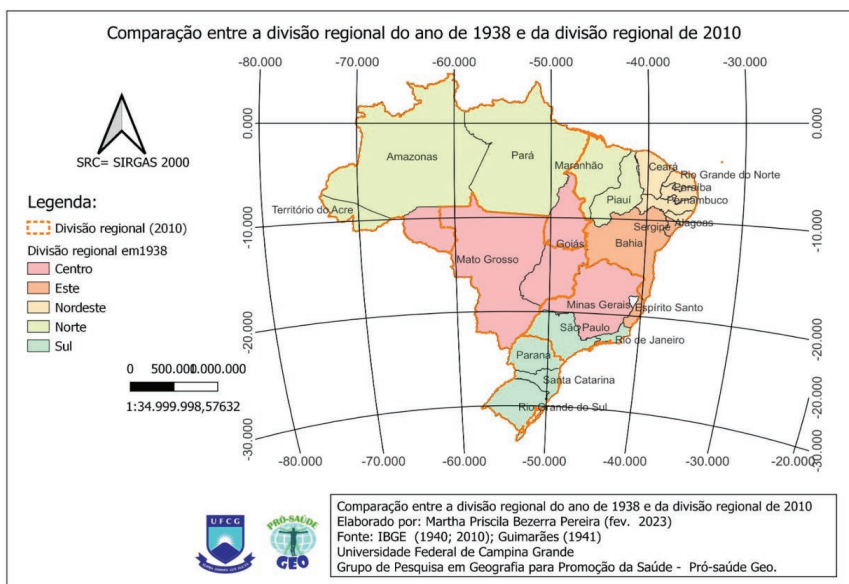 Comparação entre a divisão regional do ano de 1938 e da divisão regional de 2010
-80.000 -70.000 -60.000 -50.000 -40.000 -30.000
0.000 0.000
SRC= SIRGAS 2000
Amazonas
Pará
Maranhão
Ceará
Rio Grande do Norte
Paraíba
Pernambuco
Piauí
Alagoas
Sergipe
Território do Acre
Goiás
Bahia
Mato Grosso
Minas Gerais
Espírito Santo
São Paulo
Rio de Janeiro
Paraná
Santa Catarina
Rio Grande do Sul
-10.000 -10.000
-20.000 -20.000
-30.000 -30.000
Legenda:
Divisão regional (2010)
Divisão regional em1938
Centro
Este
Nordeste
Norte
Sul
0 500.0001.000.000
1:34.999.998,57632
-80.000 -70.000 -60.000 -50.000 -40.000 -30.000 -20.000
UFCG
PRÓ-SAÚDE
GEO
Comparação entre a divisão regional do ano de 1938 e da divisão regional de 2010
Elaborado por: Martha Priscila Bezerra Pereira (fev. 2023)
Fonte: IBGE (1940; 2010); Guimarães (1941)
Universidade Federal de Campina Grande
Grupo de Pesquisa em Geografia para Promoção da Saúde - Pró-saúde Geo.